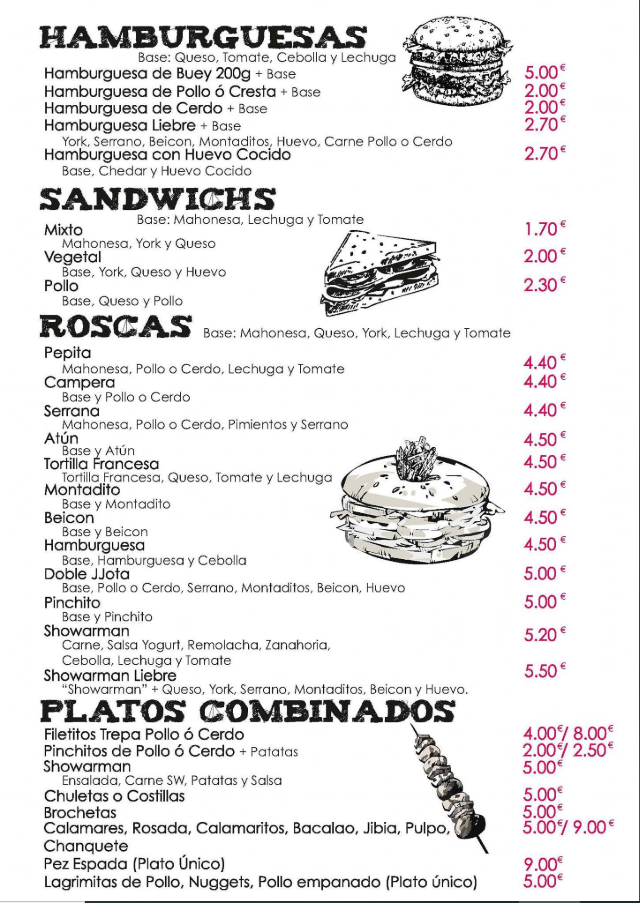 HAMBURGUESAS
Base: Queso, Tomate, Cebolla y Lechuga
Hamburguesa de Buey 200g + Base 5.00€
Hamburguesa de Pollo ó Cresta + Base 2.00€
Hamburguesa de Cerdo + Base 2.00€
Hamburguesa Liebre + Base 2.70€
York, Serrano, Beicon, Montaditos, Huevo, Carne Pollo o Cerdo
Hamburguesa con Huevo Cocido 2.70€
Base, Chedar y Huevo Cocido
SANDWICHS
Base: Mahonesa, Lechuga y Tomate
Mixto 1.70€
Mahonesa, York y Queso
Vegetal 2.00€
Base, York, Queso y Huevo
Pollo 2.30€
Base, Queso y Pollo
ROSCAS Base: Mahonesa, Queso, York, Lechuga y Tomate
Pepita 4.40€
Mahonesa, Pollo o Cerdo, Lechuga y Tomate
Campera 4.40€
Base y Pollo o Cerdo
Serrana 4.40€
Mahonesa, Pollo o Cerdo, Pimientos y Serrano
Atún 4.50€
Base y Atún
Tortilla Francesa 4.50€
Tortilla Francesa, Queso, Tomate y Lechuga
Montadito 4.50€
Base y Montadito
Beicon 4.50€
Base y Beicon
Hamburguesa 4.50€
Base, Hamburguesa y Cebolla
Doble JJota 5.00€
Base, Pollo o Cerdo, Serrano, Montaditos, Beicon, Huevo
Pinchito 5.00€
Base y Pinchito
Showarman 5.20€
Carne, Salsa Yogurt, Remolacha, Zanahoria,
Cebolla, Lechuga y Tomate
Showarman Liebre 5.50€
"Showarman" + Queso, York, Serrano, Montaditos, Beicon y Huevo.
PLATOS COMBINADOS
Filetitos Trepa Pollo ó Cerdo 4.00€/ 8.00€
Pinchitos de Pollo ó Cerdo + Patatas 2.00€/ 2.50€
Showarman 5.00€
Ensalada, Carne SW, Patatas y Salsa
Chuletas o Costillas 5.00€
Brochetas 5.00€
Calamares, Rosada, Calamaritos, Bacalao, Jibia, Pulpo, 5.00€/ 9.00€
Chanquete
Pez Espada (Plato Único) 9.00€
Lagrimitas de Pollo, Nuggets, Pollo empanado (Plato único) 5.00€